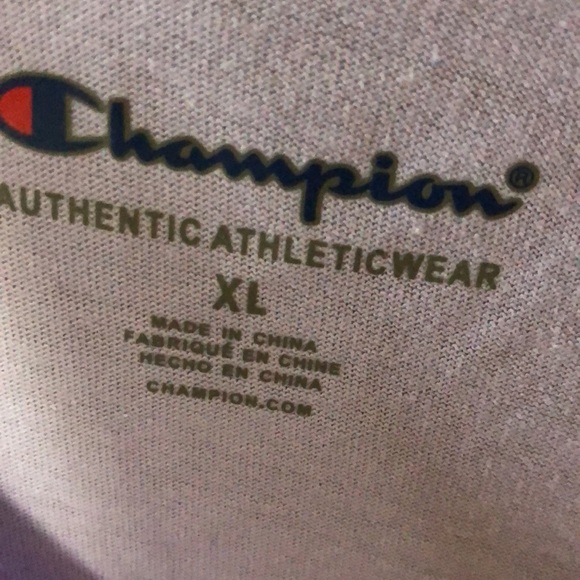 Champion®
AUTHENTIC ATHLETICWEAR
XL
MADE IN CHINA
FABRIQUÉ EN CHINE
HECHO EN CHINA
CHAMPION.COM